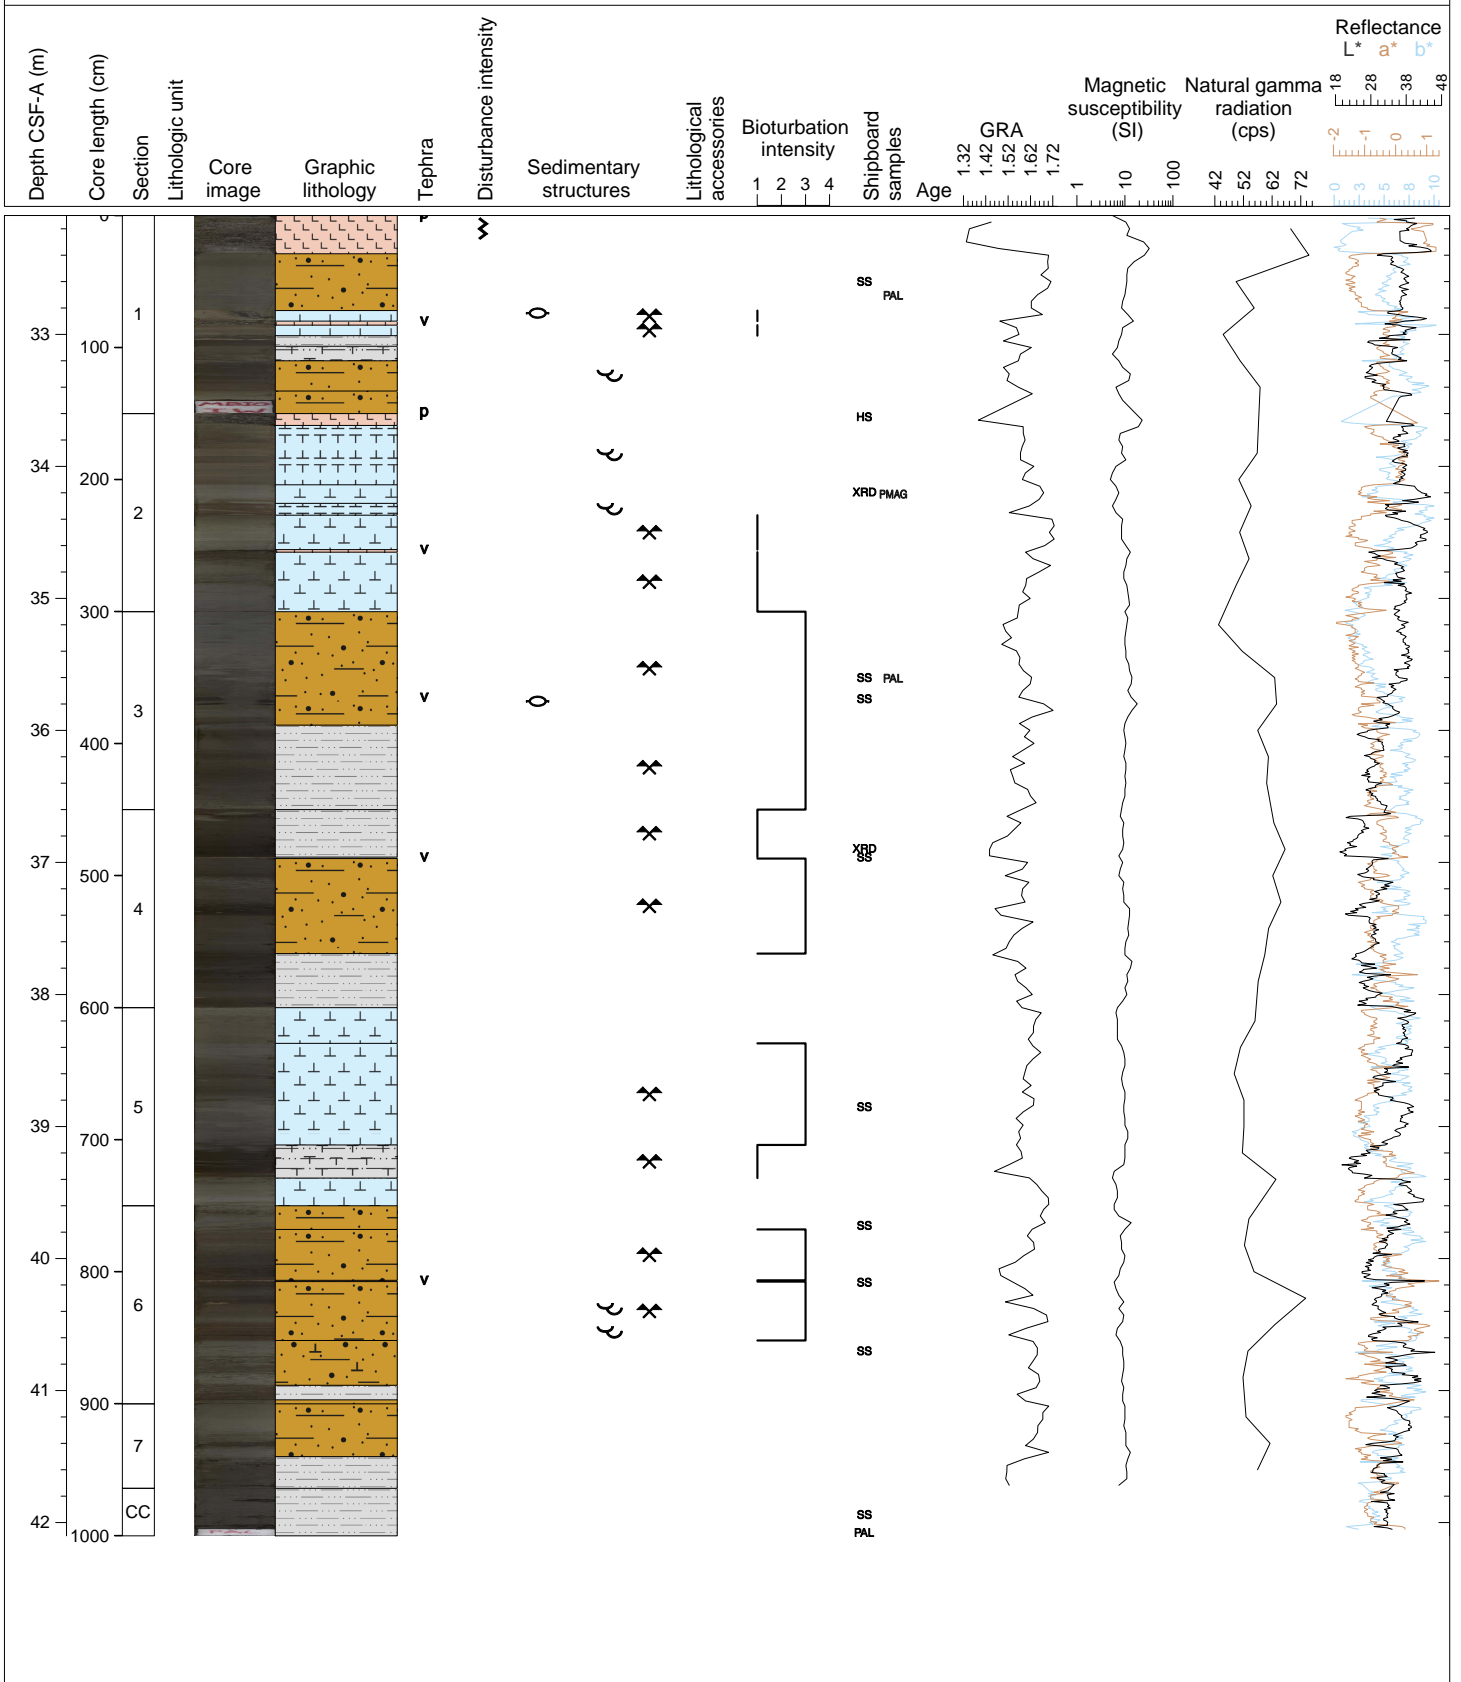 Depth CSF-A (m)
Core length (cm)
Section
Lithologic unit
Core image
Graphic lithology
Tephra
Disturbance intensity
Sedimentary structures
Lithological accessories
Bioturbation intensity
1 2 3 4
Shipboard samples
Age
GRA
1.32 1.42 1.52 1.62 1.72
Magnetic susceptibility (SI)
1 10 100
Natural gamma radiation (cps)
42 52 62 72
Reflectance
L* a* b*
18 28 38 48
-2 -1 0 1
0 3 5 8 10
0
p
SS
PAL
1
v
33
100
p
HS
34
200
XRD PMAG
2
v
35
300
SS PAL
v
SS
3
36
400
XRD
v
SS
37
500
4
38
600
5
SS
39
700
SS
40
800
v
SS
6
SS
41
900
7
CC
SS
42
1000
PAL